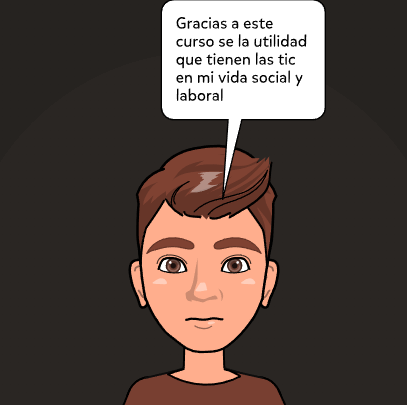 Gracias a este
curso se la utilidad
que tienen las tic
en mi vida social y
laboral